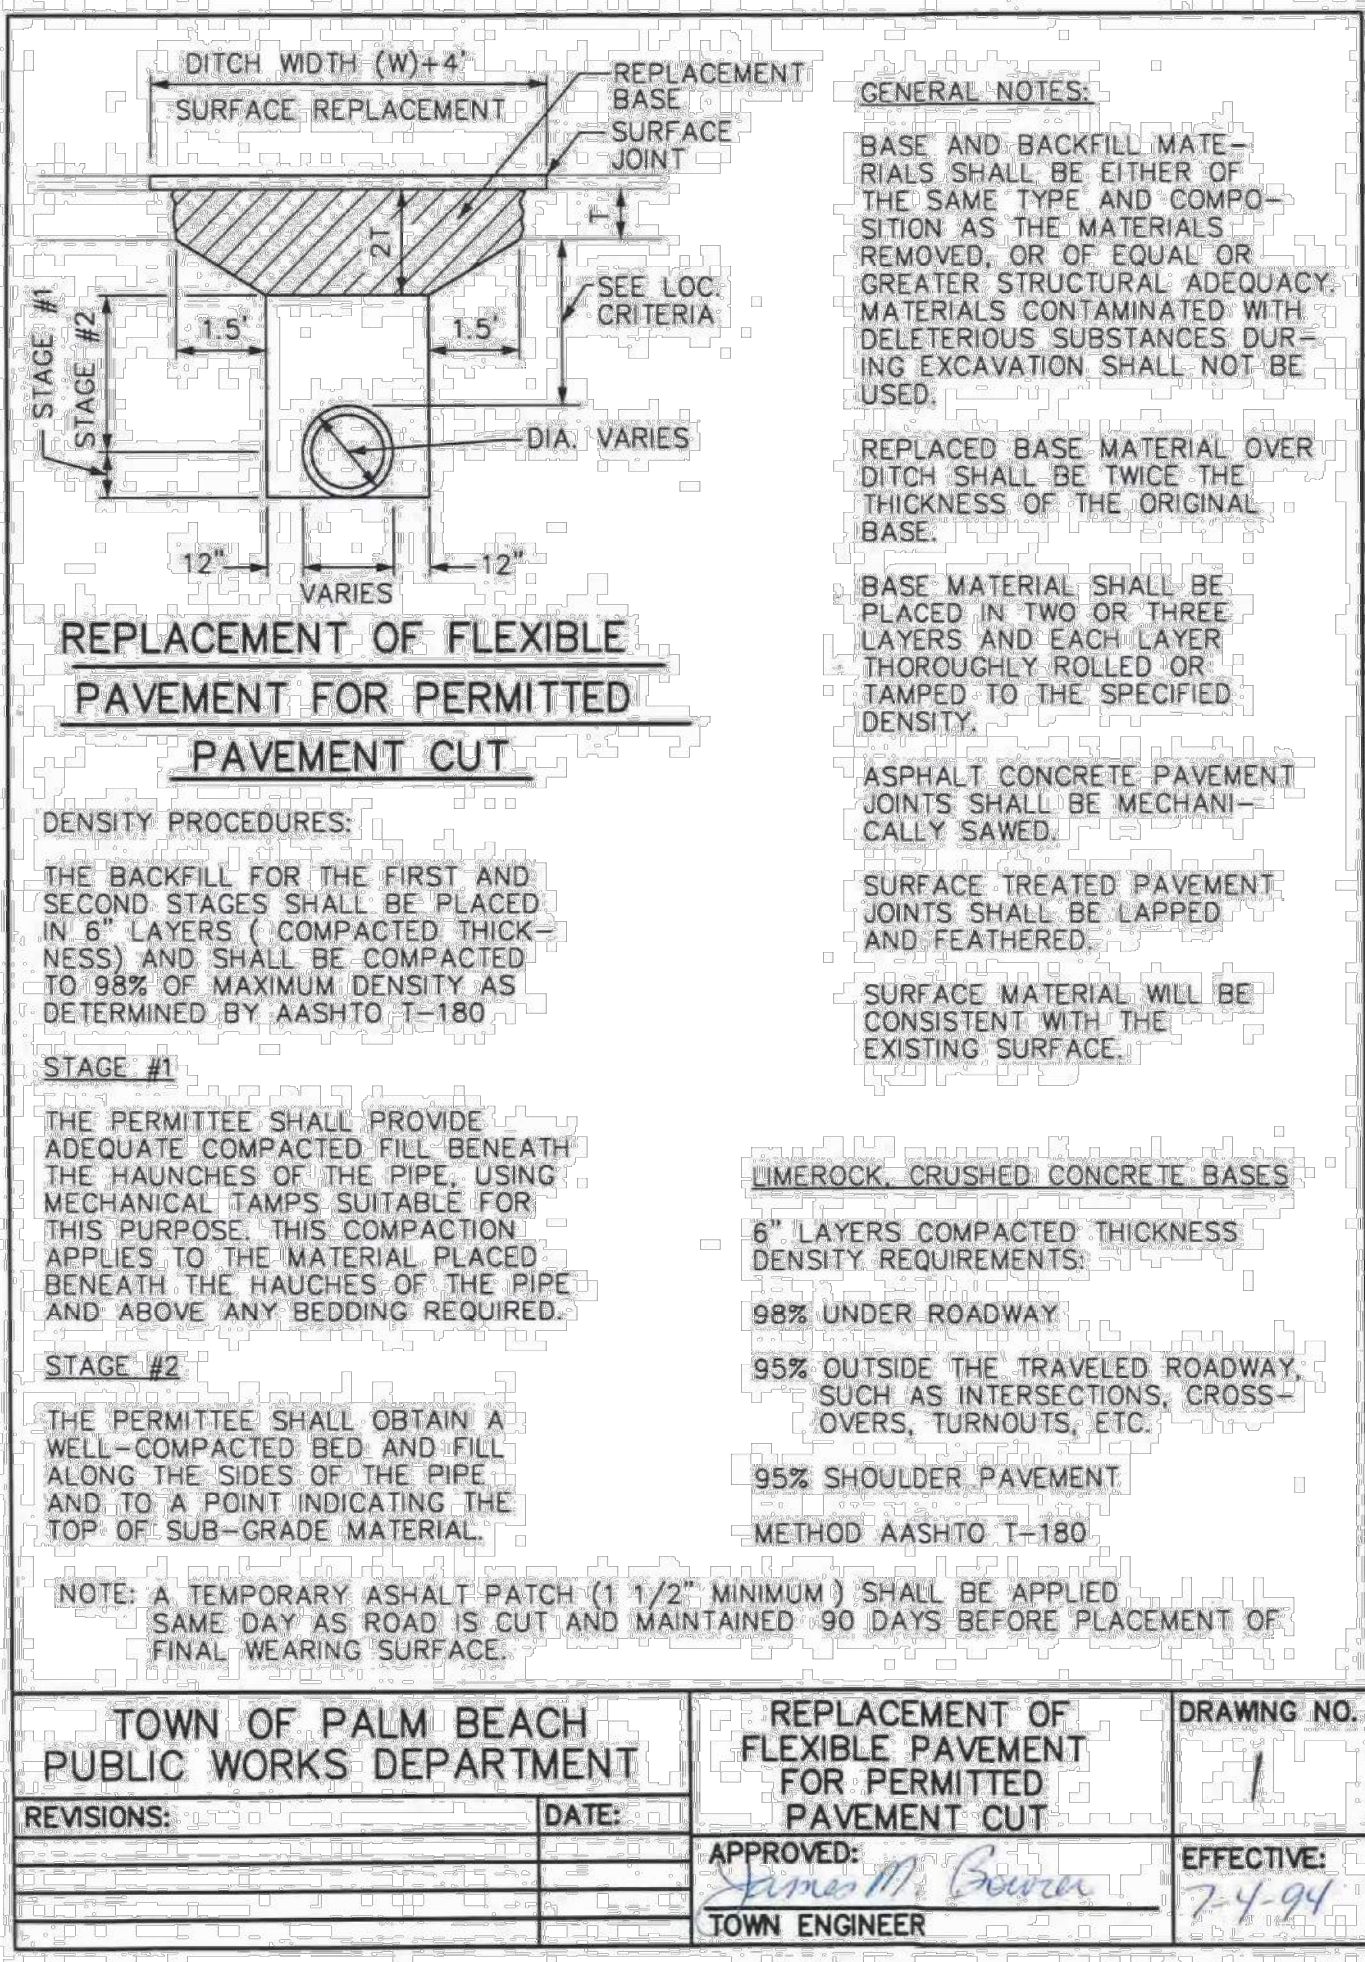 DITCH WIDTH (W)+4'
SURFACE REPLACEMENT
REPLACEMENT
BASE
SURFACE
JOINT
T
2T
SEE LOC.
CRITERIA
1.5'
1.5'
STAGE #1
STAGE #2
DIA. VARIES
12"
12"
VARIES
REPLACEMENT OF FLEXIBLE
PAVEMENT FOR PERMITTED
PAVEMENT CUT
DENSITY PROCEDURES:
THE BACKFILL FOR THE FIRST AND
SECOND STAGES SHALL BE PLACED
IN 6" LAYERS ( COMPACTED THICK-
NESS) AND SHALL BE COMPACTED
TO 98% OF MAXIMUM DENSITY AS
DETERMINED BY AASHTO T-180
STAGE #1
THE PERMITTEE SHALL PROVIDE
ADEQUATE COMPACTED FILL BENEATH
THE HAUNCHES OF THE PIPE, USING
MECHANICAL TAMPS SUITABLE FOR
THIS PURPOSE. THIS COMPACTION
APPLIES TO THE MATERIAL PLACED
BENEATH THE HAUCHES OF THE PIPE
AND ABOVE ANY BEDDING REQUIRED.
STAGE #2
THE PERMITTEE SHALL OBTAIN A
WELL-COMPACTED BED AND FILL
ALONG THE SIDES OF THE PIPE
AND TO A POINT INDICATING THE
TOP OF SUB-GRADE MATERIAL.
GENERAL NOTES:
BASE AND BACKFILL MATE-
RIALS SHALL BE EITHER OF
THE SAME TYPE AND COMPO-
SITION AS THE MATERIALS
REMOVED, OR OF EQUAL OR
GREATER STRUCTURAL ADEQUACY.
MATERIALS CONTAMINATED WITH
DELETERIOUS SUBSTANCES DUR-
ING EXCAVATION SHALL NOT BE
USED.
REPLACED BASE MATERIAL OVER
DITCH SHALL BE TWICE THE
THICKNESS OF THE ORIGINAL
BASE.
BASE MATERIAL SHALL BE
PLACED IN TWO OR THREE
LAYERS AND EACH LAYER
THOROUGHLY ROLLED OR
TAMPED TO THE SPECIFIED
DENSITY.
ASPHALT CONCRETE PAVEMENT
JOINTS SHALL BE MECHANI-
CALLY SAWED.
SURFACE TREATED PAVEMENT
JOINTS SHALL BE LAPPED
AND FEATHERED.
SURFACE MATERIAL WILL BE
CONSISTENT WITH THE
EXISTING SURFACE.
LIMEROCK, CRUSHED CONCRETE BASES
6" LAYERS COMPACTED THICKNESS
DENSITY REQUIREMENTS:
98% UNDER ROADWAY
95% OUTSIDE THE TRAVELED ROADWAY,
SUCH AS INTERSECTIONS, CROSS-
OVERS, TURNOUTS, ETC.
95% SHOULDER PAVEMENT
METHOD AASHTO T-180
NOTE: A TEMPORARY ASHALT PATCH (1 1/2" MINIMUM ) SHALL BE APPLIED
SAME DAY AS ROAD IS CUT AND MAINTAINED 90 DAYS BEFORE PLACEMENT OF
FINAL WEARING SURFACE.
TOWN OF PALM BEACH
PUBLIC WORKS DEPARTMENT
REVISIONS:
DATE:
REPLACEMENT OF
FLEXIBLE PAVEMENT
FOR PERMITTED
PAVEMENT CUT
APPROVED:
James M
TOWN ENGINEER
DRAWING NO.
1
EFFECTIVE:
7-4-94